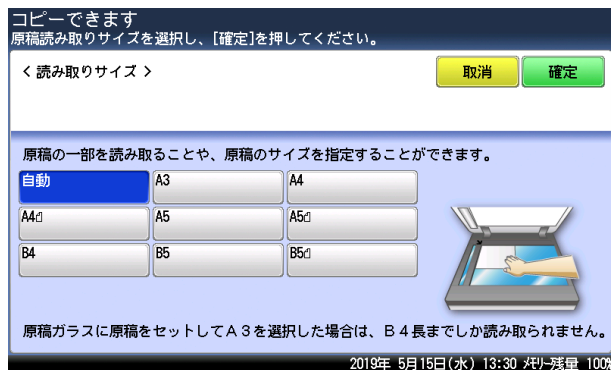 コピーできます
原稿読み取りサイズを選択し、[確定]を押してください。
< 読み取りサイズ >
取消
確定
原稿の一部を読み取ることや、原稿のサイズを指定することができます。
自動
A3
A4
A4
A5
A5
B4
B5
B5
原稿ガラスに原稿をセットしてA3を選択した場合は、B4長までしか読み取られません。
2019年 5月15日(水) 13:30 メモリー残量 100%